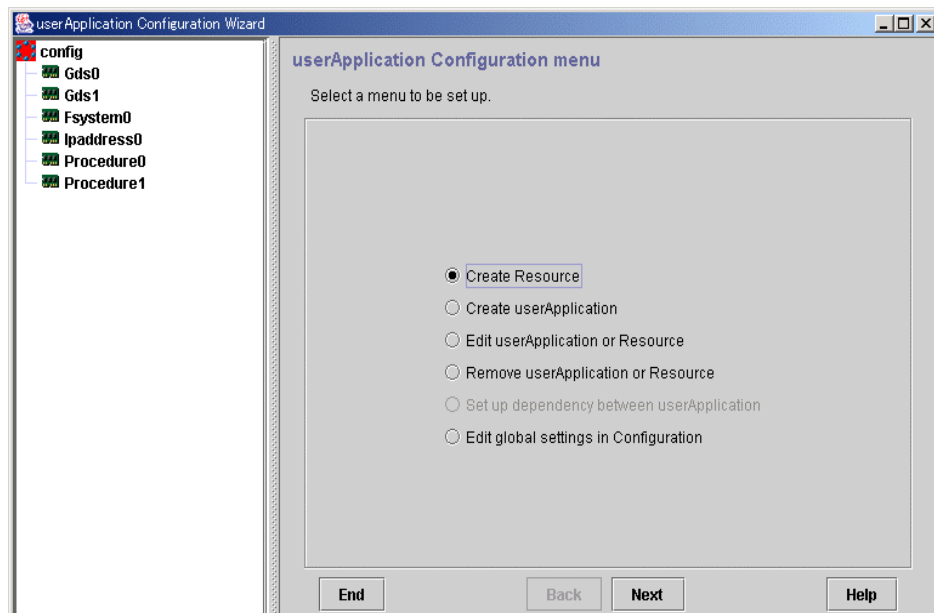 userApplication Configuration Wizard
config
Gds0
Gds1
Fsystem0
Ipaddress0
Procedure0
Procedure1
userApplication Configuration menu
Select a menu to be set up.
Create Resource
Create userApplication
Edit userApplication or Resource
Remove userApplication or Resource
Set up dependency between userApplication
Edit global settings in Configuration
End Back Next Help